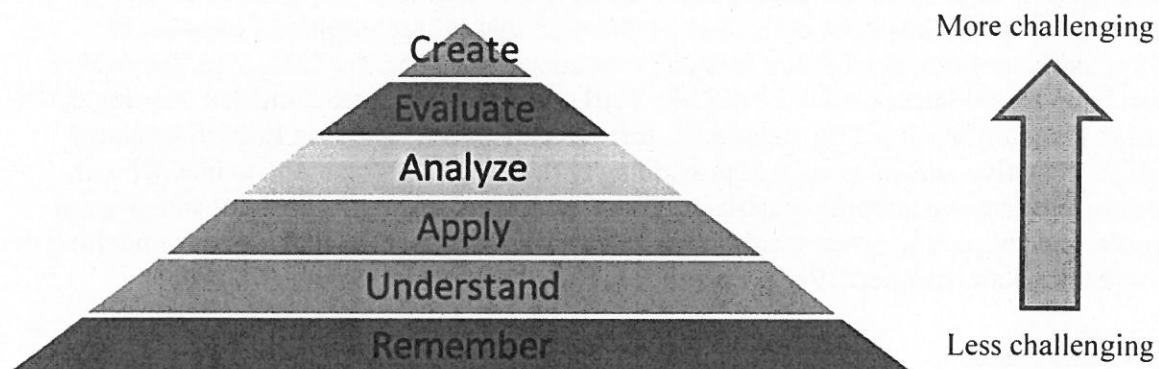 More challenging
Create
Evaluate
Analyze
Apply
Understand
Remember
Less challenging